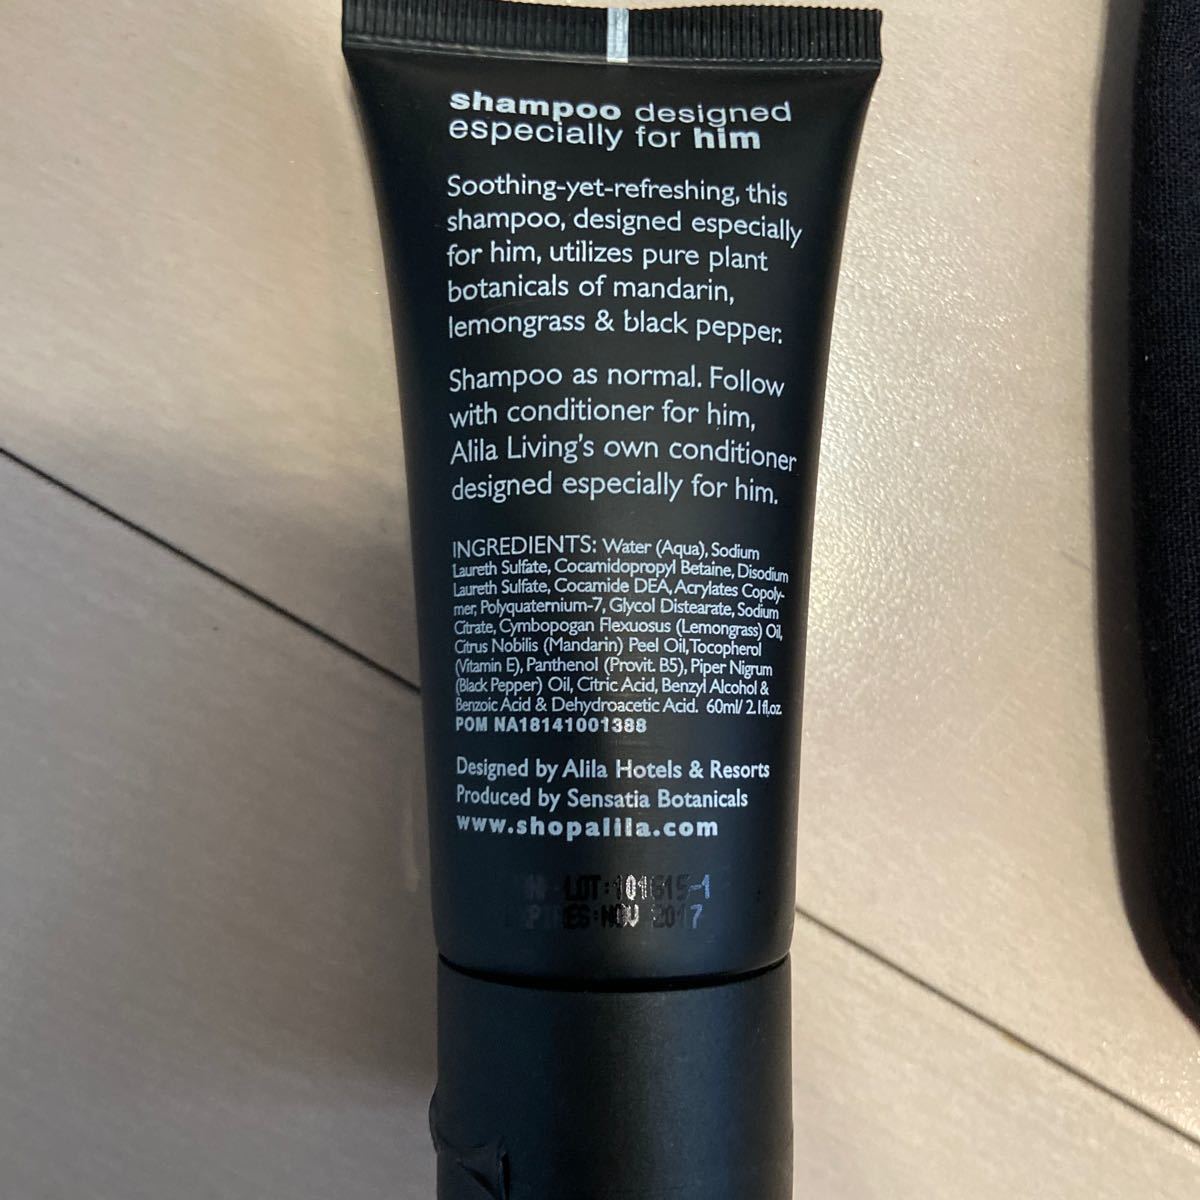 shampoo designed
especially for him
Soothing-yet-refreshing, this
shampoo, designed especially
for him, utilizes pure plant
botanicals of mandarin,
lemongrass & black pepper.
Shampoo as normal. Follow
with conditioner for him,
Alila Living's own conditioner
designed especially for him.
INGREDIENTS: Water (Aqua), Sodium
Laureth Sulfate, Cocamidopropyl Betaine, Disodium
Laureth Sulfate, Cocamide DEA, Acrylates Copoly-
mer, Polyquaternium-7, Glycol Distearate, Sodium
Citrate, Cymbopogan Flexuosus (Lemongrass) Oil,
Citrus Nobilis (Mandarin) Peel Oil, Tocopherol
(Vitamin E), Panthenol (Provit. B5), Piper Nigrum
(Black Pepper) Oil, Citric Acid, Benzyl Alcohol &
Benzoic Acid & Dehydroacetic Acid. 60ml/ 2.1fl.oz.
POM NA18141001388
Designed by Alila Hotels & Resorts
Produced by Sensatia Botanicals
www.shopalila.com
LOT:101615-1
EXPIRES:NOV 2017